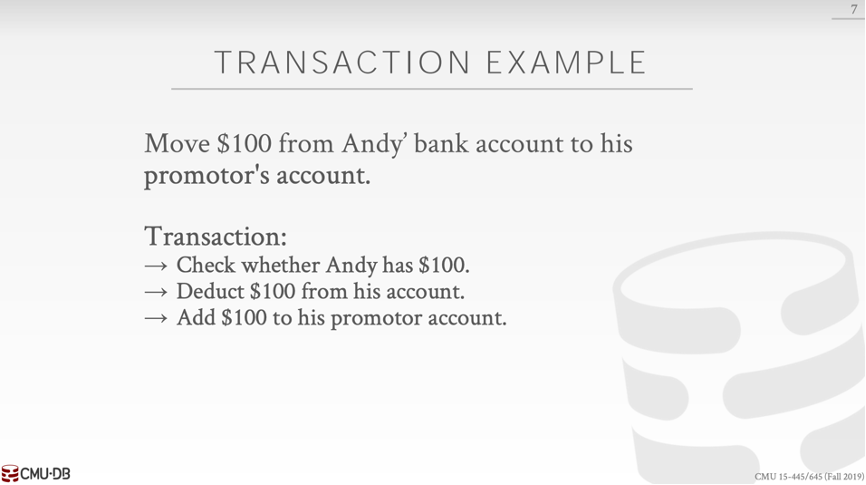 7
TRANSACTION EXAMPLE
Move $100 from Andy’ bank account to his
promotor's account.
Transaction:
→ Check whether Andy has $100.
→ Deduct $100 from his account.
→ Add $100 to his promotor account.
CMU·DB
CMU 15-445/645 (Fall 2019)